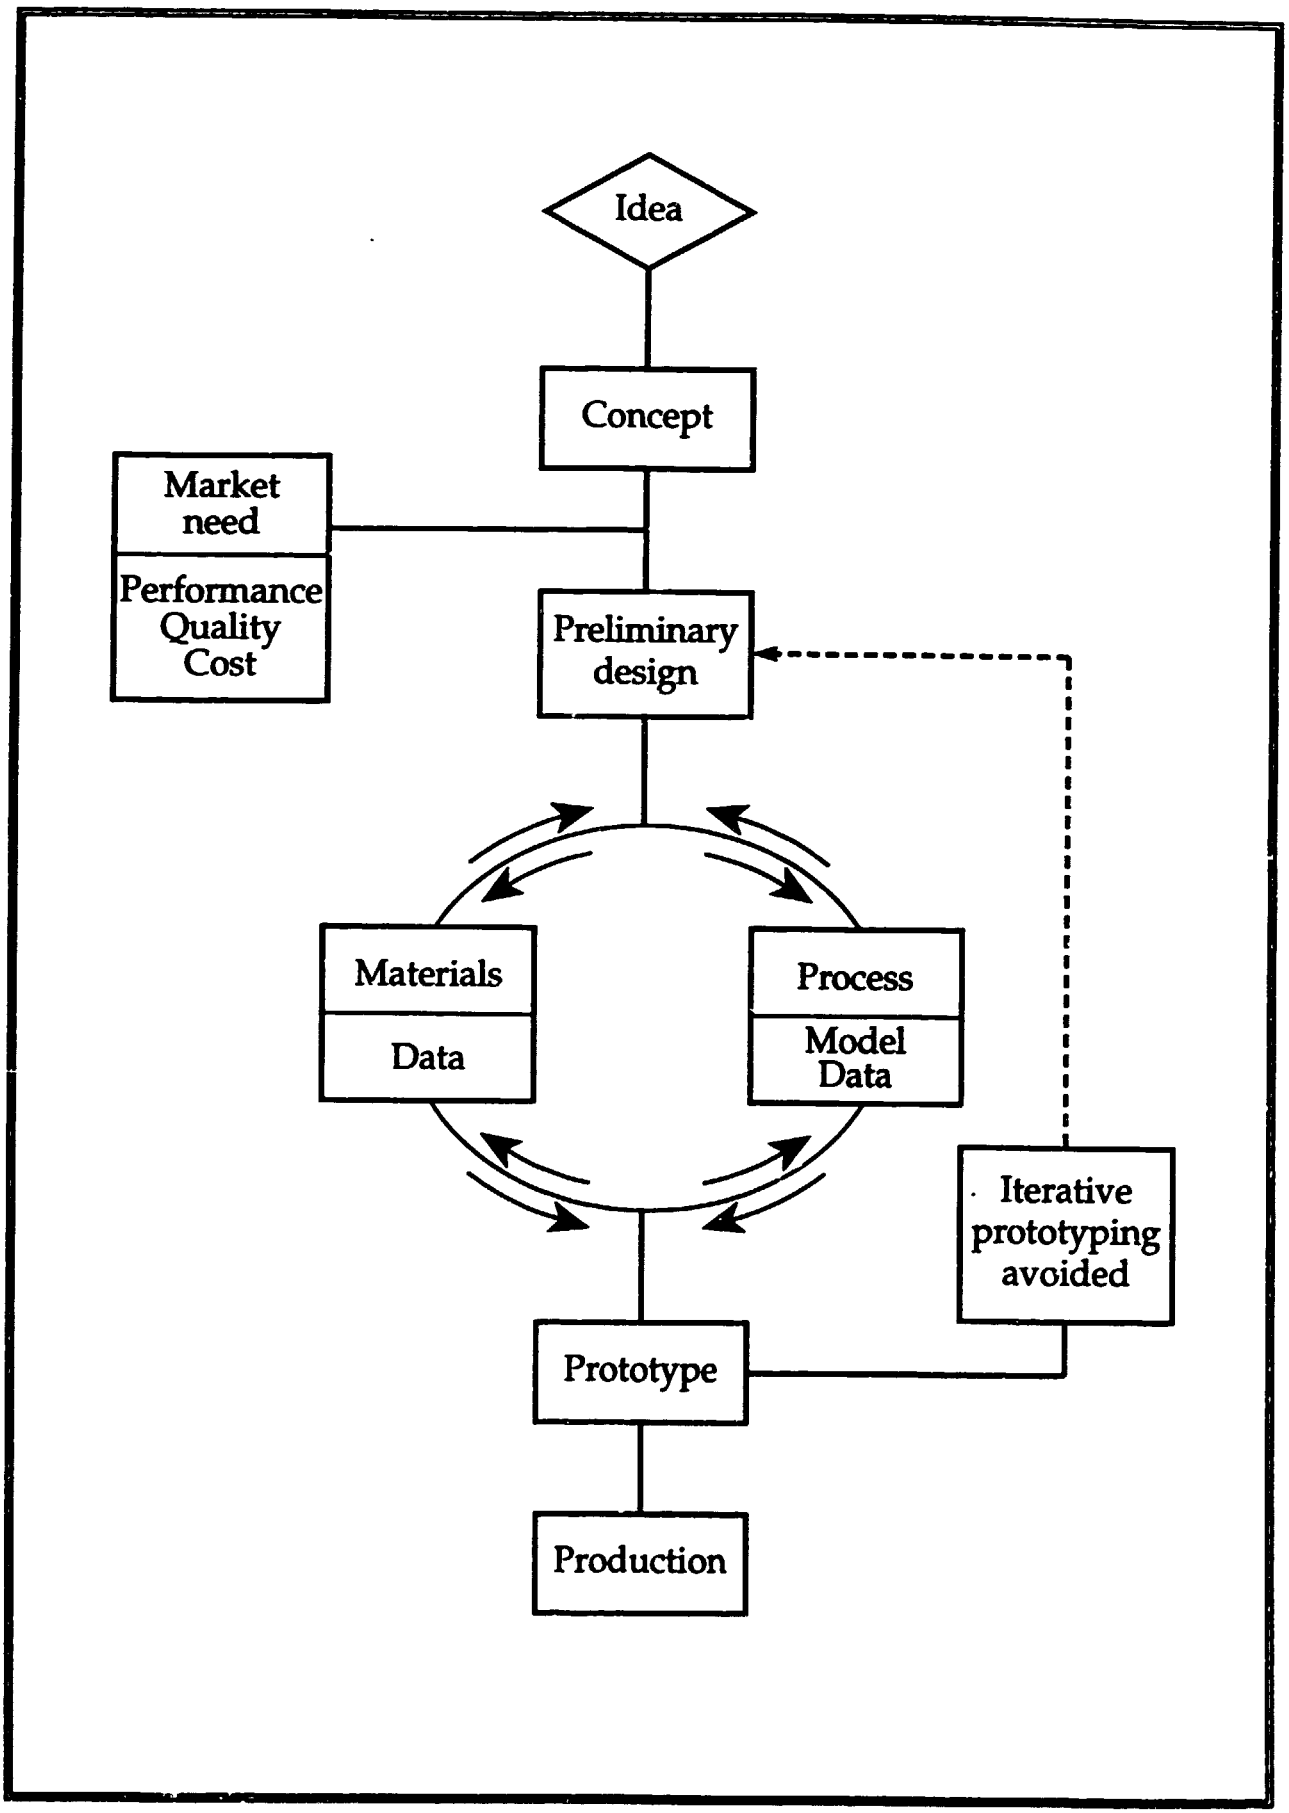 Idea
Concept
Market
need
Performance
Quality
Cost
Preliminary
design
Materials
Data
Process
Model
Data
Iterative
prototyping
avoided
Prototype
Production